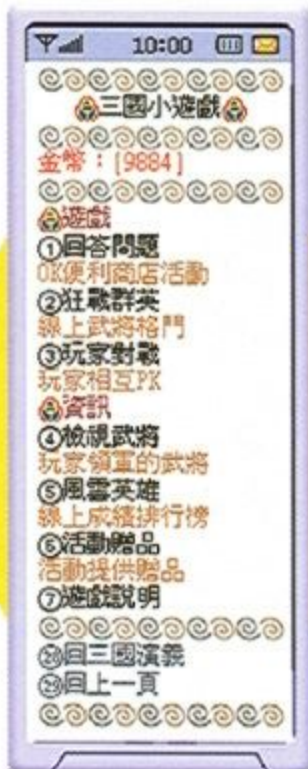 10:00
三國小遊戲
金幣：[9884]
遊戲
①回答問題
OK便利商店活動
②狂戰群英
線上武將格鬥
③玩家對戰
玩家相互PK
資訊
④檢視武將
玩家領軍的武將
⑤風雲英雄
線上成績排行榜
⑥活動贈品
活動提供贈品
⑦遊戲說明
㉘回三國演義
㉙回上一頁